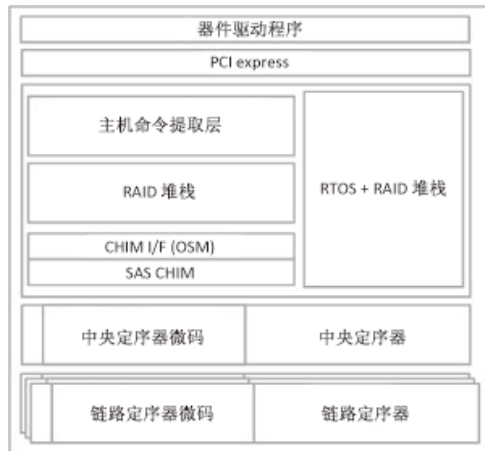 器件驱动程序
PCI express
主机命令提取层
RAID 堆栈
RTOS + RAID 堆栈
CHIM I/F (OSM)
SAS CHIM
中央定序器微码
中央定序器
链路定序器微码
链路定序器